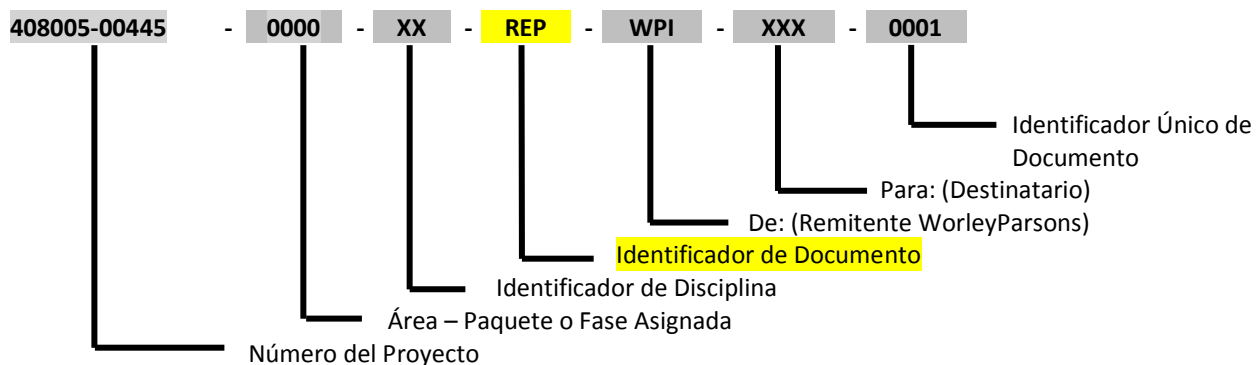 408005-00445 - 0000 - XX - REP - WPI - XXX - 0001
Identificador Único de
Documento
Para: (Destinatario)
De: (Remitente WorleyParsons)
Identificador de Documento
Identificador de Disciplina
Área – Paquete o Fase Asignada
Número del Proyecto